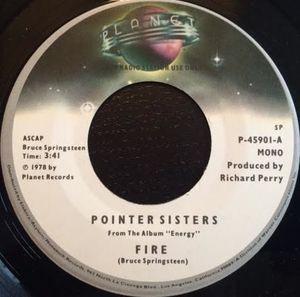 PLANET
FOR RADIO STATION USE ONLY
ASCAP
Bruce Springsteen
Time: 3:41
℗ 1978 by
Planet Records
SP
P-45901-A
MONO
Produced by
Richard Perry
POINTER SISTERS
From The Album "Energy"
FIRE
(Bruce Springsteen)